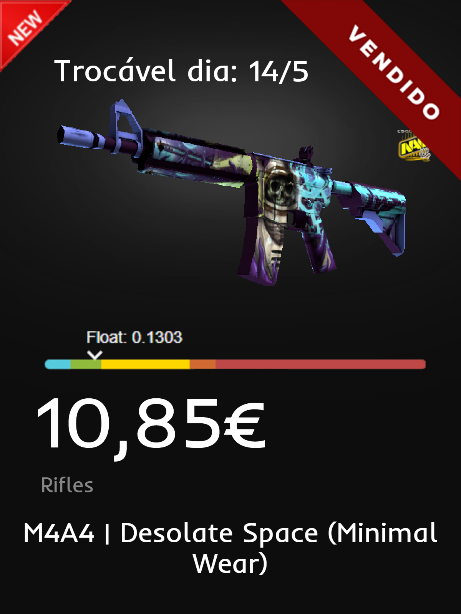 NEW
VENDIDO
Trocável dia: 14/5
Float: 0.1303
10,85€
Rifles
M4A4 | Desolate Space (Minimal
Wear)